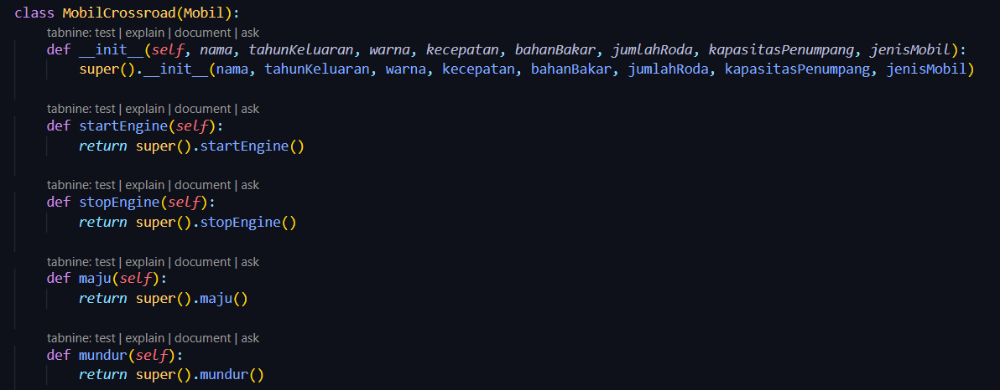 class MobilCrossroad(Mobil):
tabnine: test | explain | document | ask
def __init__(self, nama, tahunKeluaran, warna, kecepatan, bahanBakar, jumlahRoda, kapasitasPenumpang, jenisMobil):
super().__init__(nama, tahunKeluaran, warna, kecepatan, bahanBakar, jumlahRoda, kapasitasPenumpang, jenisMobil)
tabnine: test | explain | document | ask
def startEngine(self):
return super().startEngine()
tabnine: test | explain | document | ask
def stopEngine(self):
return super().stopEngine()
tabnine: test | explain | document | ask
def maju(self):
return super().maju()
tabnine: test | explain | document | ask
def mundur(self):
return super().mundur()